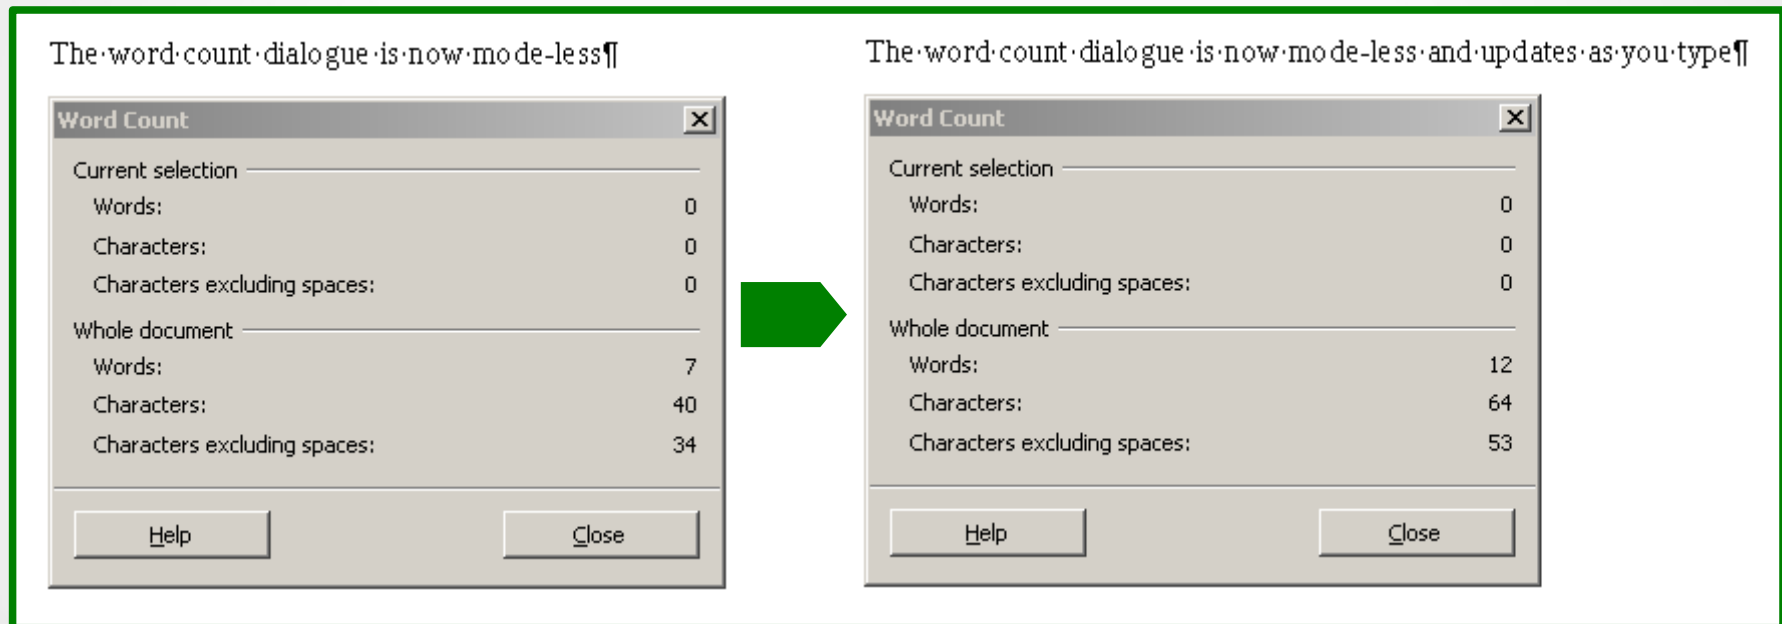 The·word·count·dialogue·is·now·mode-less¶
Word Count
Current selection
Words: 0
Characters: 0
Characters excluding spaces: 0
Whole document
Words: 7
Characters: 40
Characters excluding spaces: 34
Help Close
The·word·count·dialogue·is·now·mode-less·and·updates·as·you·type¶
Word Count
Current selection
Words: 0
Characters: 0
Characters excluding spaces: 0
Whole document
Words: 12
Characters: 64
Characters excluding spaces: 53
Help Close